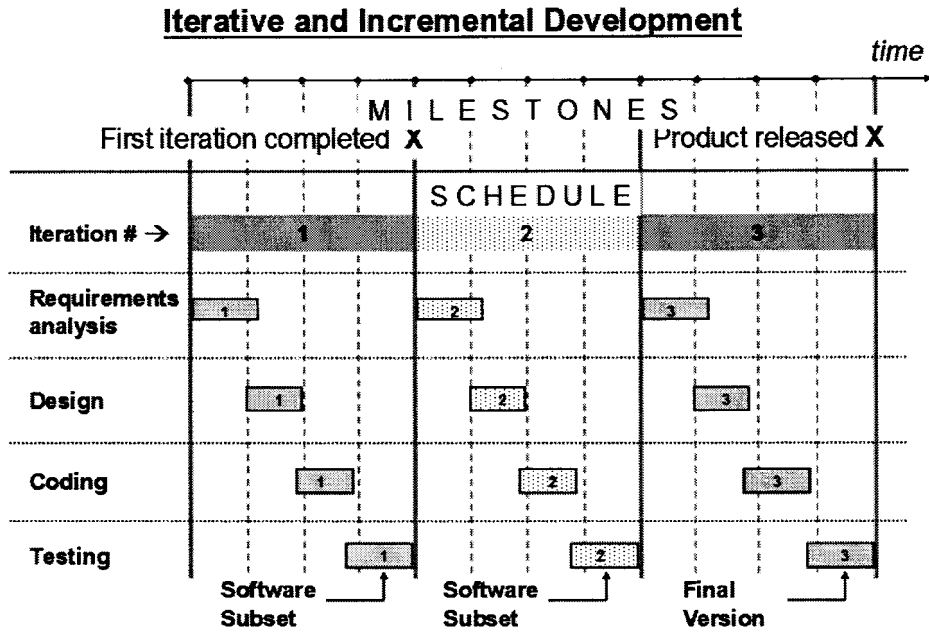 Iterative and Incremental Development
time
MILESTONES
First iteration completed X
Product released X
SCHEDULE
Iteration # → 1 2 3
Requirements
analysis
1 2 3
Design 1 2 3
Coding 1 2 3
Testing 1 2 3
Software
Subset
Software
Subset
Final
Version